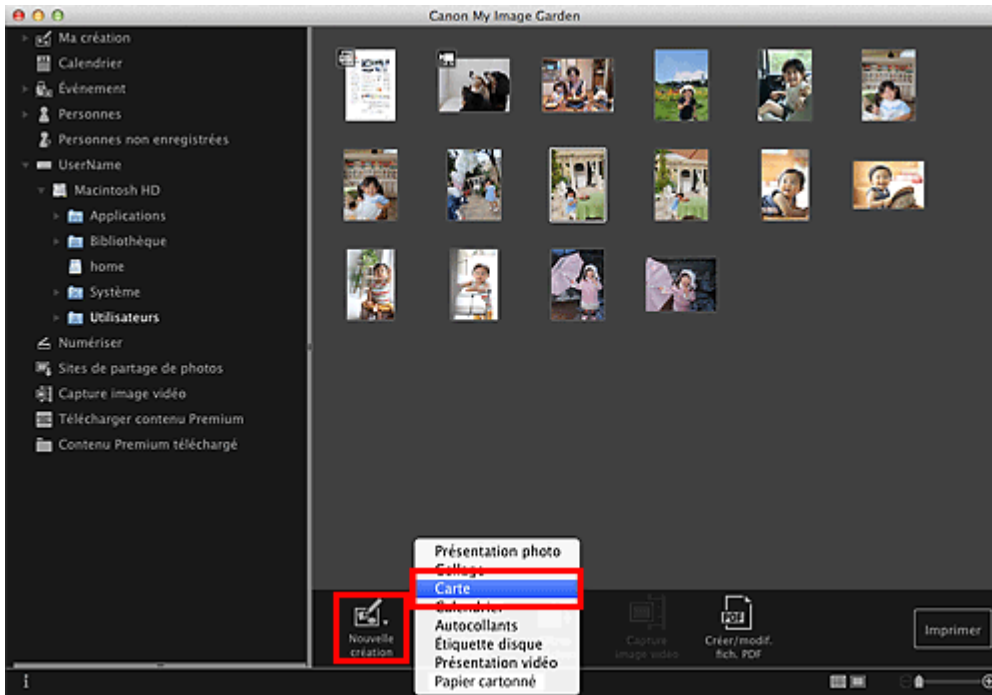 Canon My Image Garden
Ma création
Calendrier
Événement
Personnes
Personnes non enregistrées
UserName
Macintosh HD
Applications
Bibliothèque
home
Système
Utilisateurs
Numériser
Sites de partage de photos
Capture image vidéo
Télécharger contenu Premium
Contenu Premium téléchargé
Présentation photo
Collage
Carte
Calendrier
Autocollants
Étiquette disque
Présentation vidéo
Papier cartonné
Nouvelle
création
Capture
image vidéo
PDF
Créer/modif.
fich. PDF
Imprimer